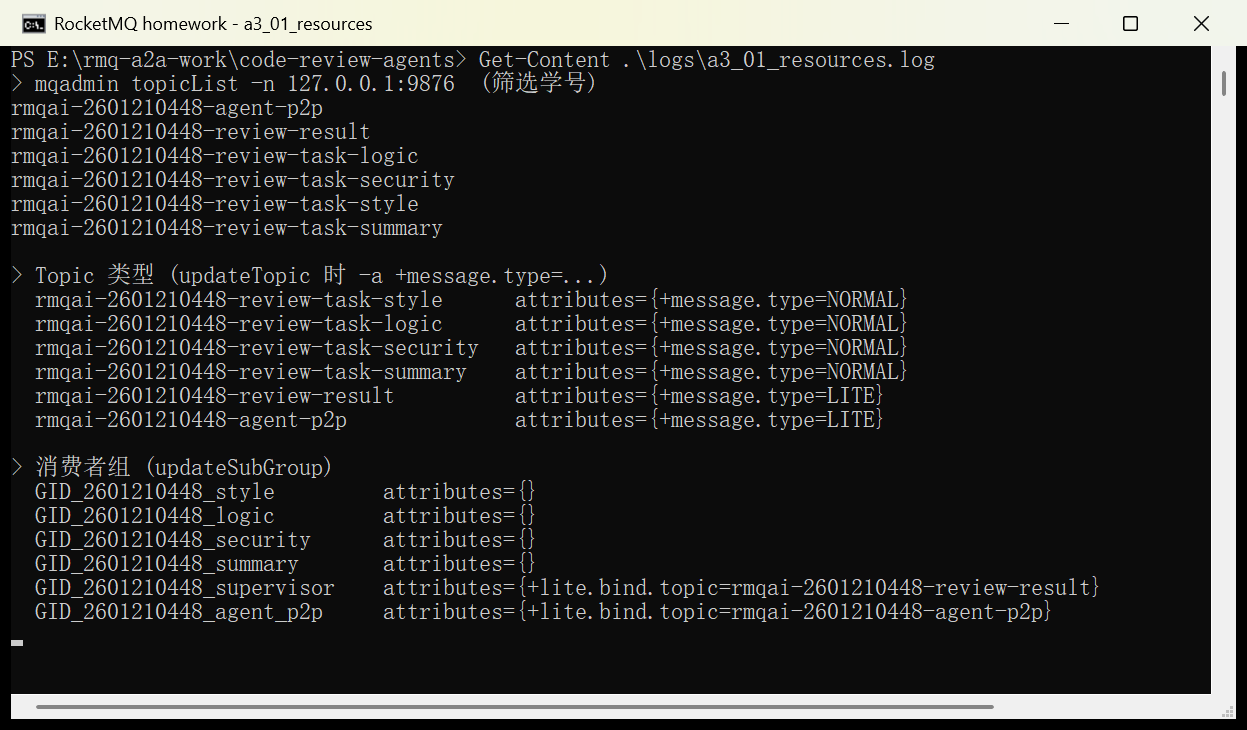 RocketMQ homework - a3_01_resources
PS E:\rmq-a2a-work\code-review-agents> Get-Content .\logs\a3_01_resources.log
> mqadmin topicList -n 127.0.0.1:9876 （筛选学号）
rmqai-2601210448-agent-p2p
rmqai-2601210448-review-result
rmqai-2601210448-review-task-logic
rmqai-2601210448-review-task-security
rmqai-2601210448-review-task-style
rmqai-2601210448-review-task-summary
> Topic 类型（updateTopic 时 -a +message.type=...）
rmqai-2601210448-review-task-style attributes={+message.type=NORMAL}
rmqai-2601210448-review-task-logic attributes={+message.type=NORMAL}
rmqai-2601210448-review-task-security attributes={+message.type=NORMAL}
rmqai-2601210448-review-task-summary attributes={+message.type=NORMAL}
rmqai-2601210448-review-result attributes={+message.type=LITE}
rmqai-2601210448-agent-p2p attributes={+message.type=LITE}
> 消费者组（updateSubGroup）
GID_2601210448_style attributes={}
GID_2601210448_logic attributes={}
GID_2601210448_security attributes={}
GID_2601210448_summary attributes={}
GID_2601210448_supervisor attributes={+lite.bind.topic=rmqai-2601210448-review-result}
GID_2601210448_agent_p2p attributes={+lite.bind.topic=rmqai-2601210448-agent-p2p}